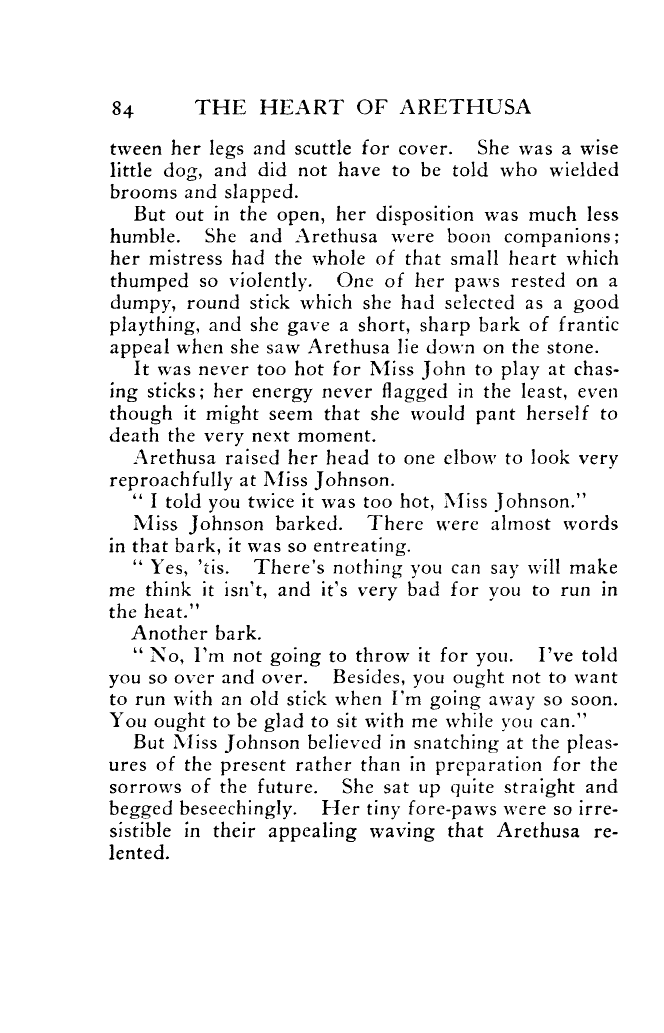 84 THE HEART OF ARETHUSA
tween her legs and scuttle for cover. She was a wise
little dog, and did not have to be told who wielded
brooms and slapped.
But out in the open, her disposition was much less
humble. She and Arethusa were boon companions;
her mistress had the whole of that small heart which
thumped so violently. One of her paws rested on a
dumpy, round stick which she had selected as a good
plaything, and she gave a short, sharp bark of frantic
appeal when she saw Arethusa lie down on the stone.
It was never too hot for Miss John to play at chas-
ing sticks; her energy never flagged in the least, even
though it might seem that she would pant herself to
death the very next moment.
Arethusa raised her head to one elbow to look very
reproachfully at Miss Johnson.
“ I told you twice it was too hot, Miss Johnson.”
Miss Johnson barked. There were almost words
in that bark, it was so entreating.
“ Yes, ’tis. There's nothing you can say will make
me think it isn't, and it's very bad for you to run in
the heat.”
Another bark.
“ No, I'm not going to throw it for you. I've told
you so over and over. Besides, you ought not to want
to run with an old stick when I'm going away so soon.
You ought to be glad to sit with me while you can.”
But Miss Johnson believed in snatching at the pleas-
ures of the present rather than in preparation for the
sorrows of the future. She sat up quite straight and
begged beseechingly. Her tiny fore-paws were so irre-
sistible in their appealing waving that Arethusa re-
lented.